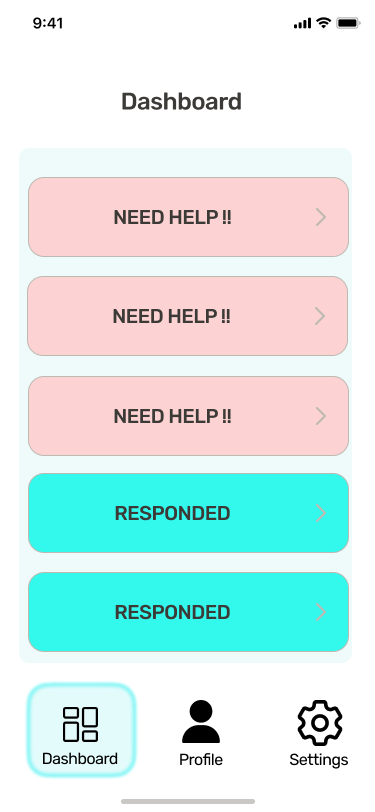 9:41
Dashboard
NEED HELP !!
NEED HELP !!
NEED HELP !!
RESPONDED
RESPONDED
Dashboard
Profile
Settings